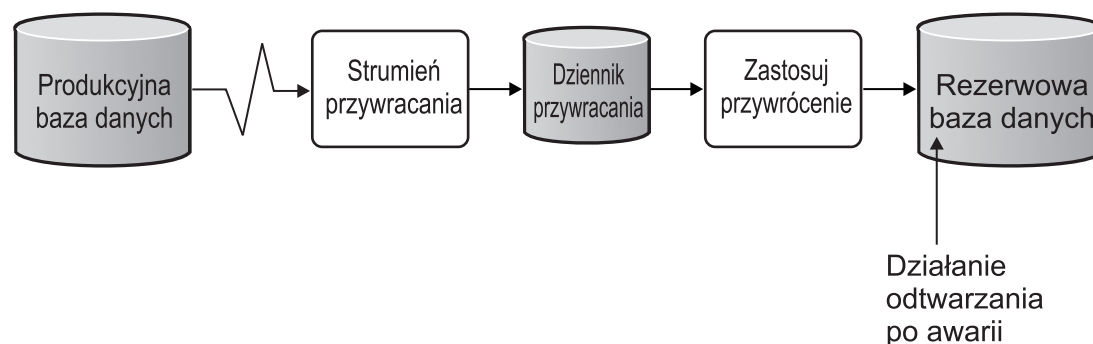 Produkcyjna
baza danych
Strumień
przywracania
Dziennik
przywracania
Zastosuj
przywrócenie
Rezerwowa
baza danych
Działanie
odtwarzania
po awarii